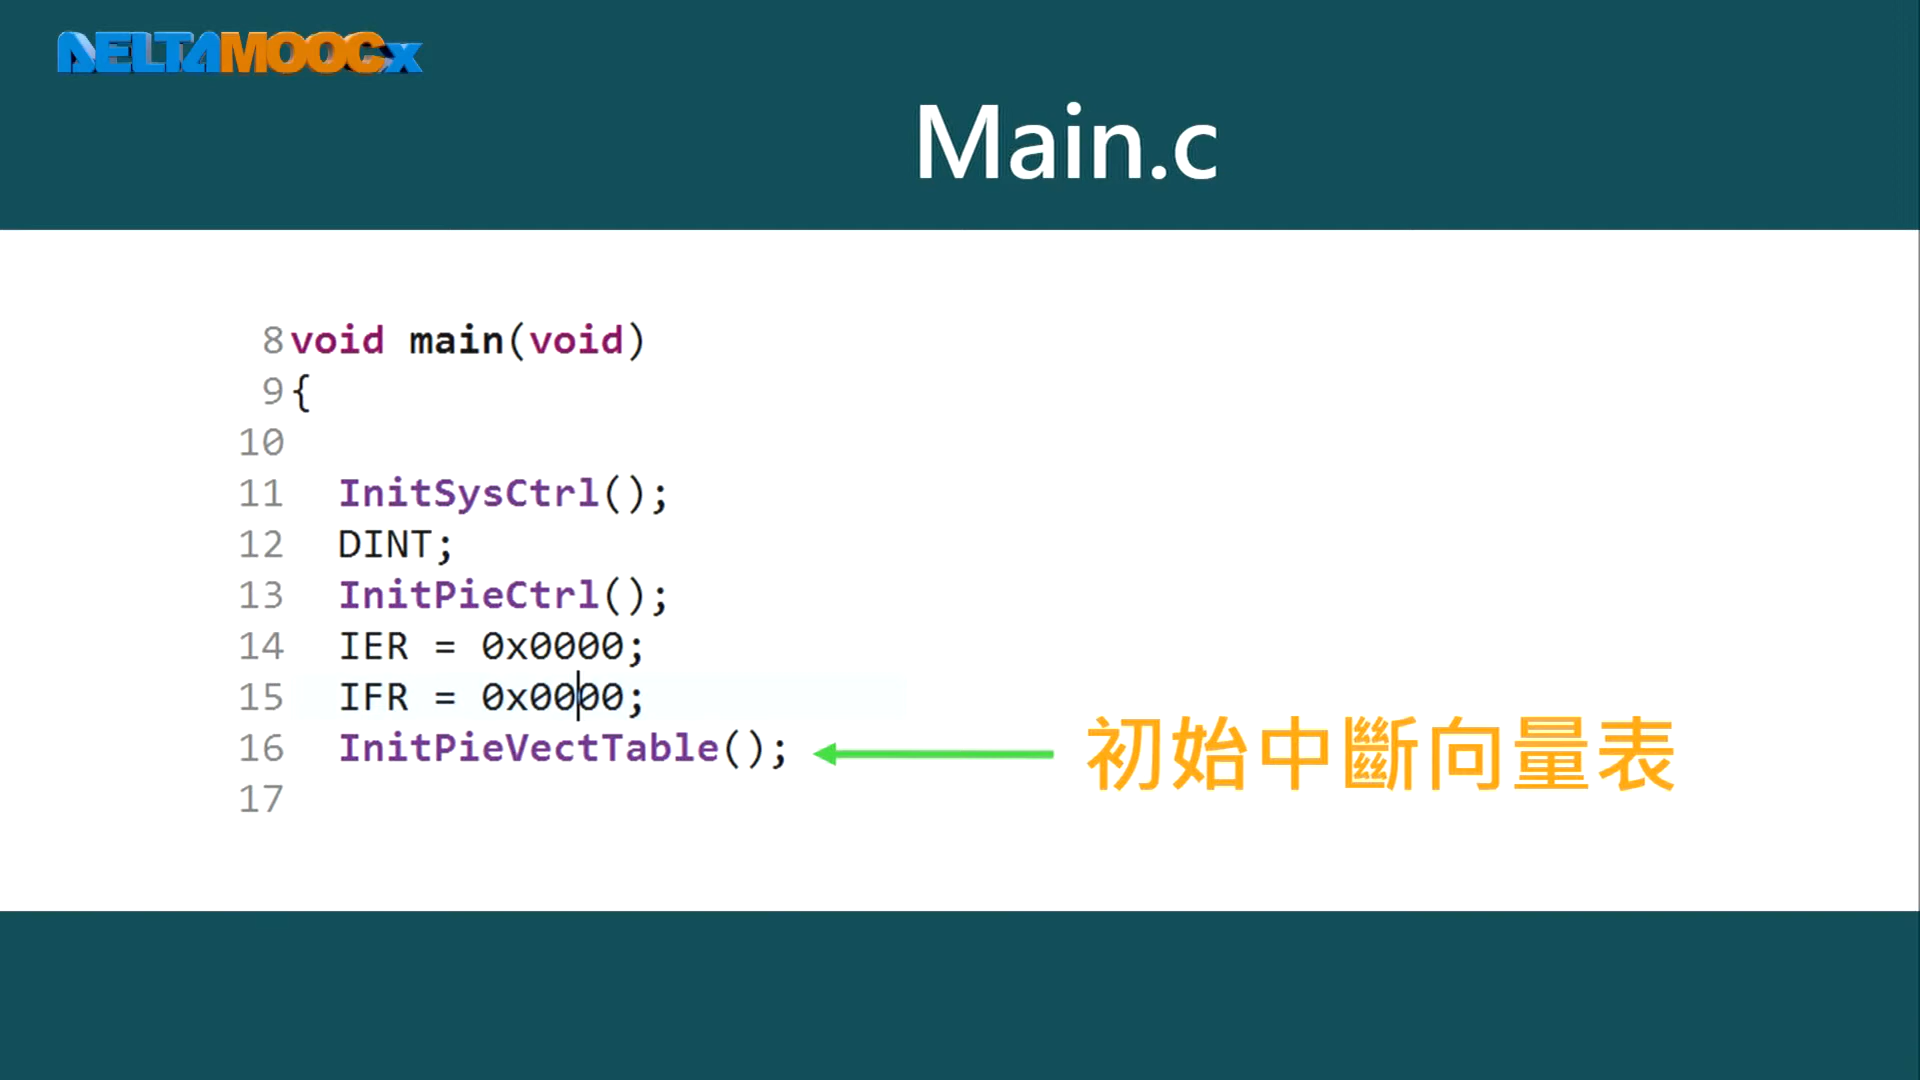 DELTAMOOCx
Main.c
8 void main(void)
9 {
10
11 InitSysCtrl();
12 DINT;
13 InitPieCtrl();
14 IER = 0x0000;
15 IFR = 0x0000;
16 InitPieVectTable(); 初始中斷向量表
17